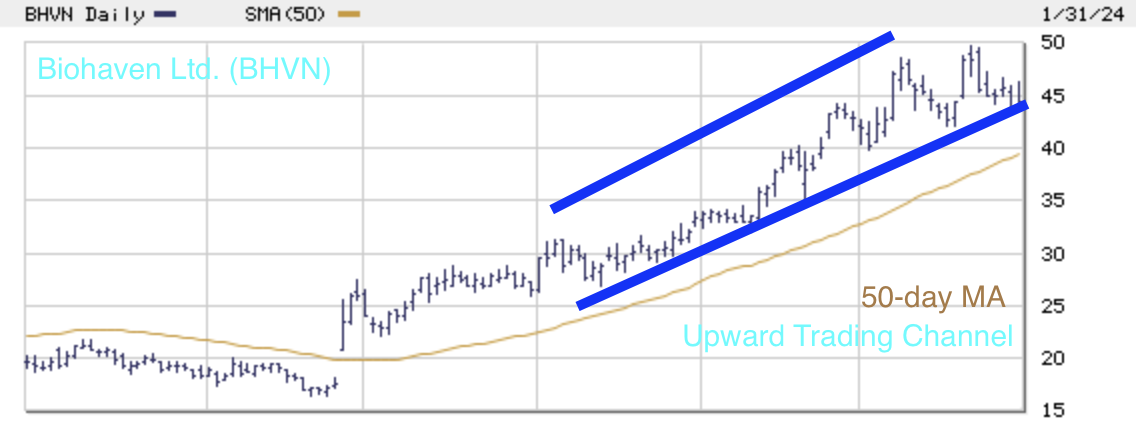 BHVN Daily SMA(50) 1/31/24
Biohaven Ltd. (BHVN)
50
45
40
35
30
25
20
15
50-day MA
Upward Trading Channel